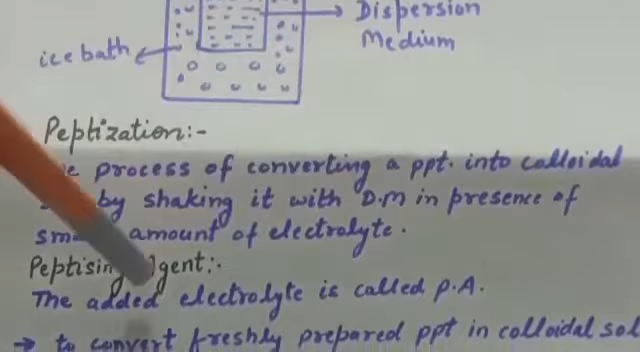 Dispersion
Medium
ice bath
Peptization:-
process of converting a ppt. into colloidal
by shaking it with D.M in presence of
amount of electrolyte.
Peptising Agent:-
The added electrolyte is called P.A.
→ to convert freshly prepared ppt in colloidal sol